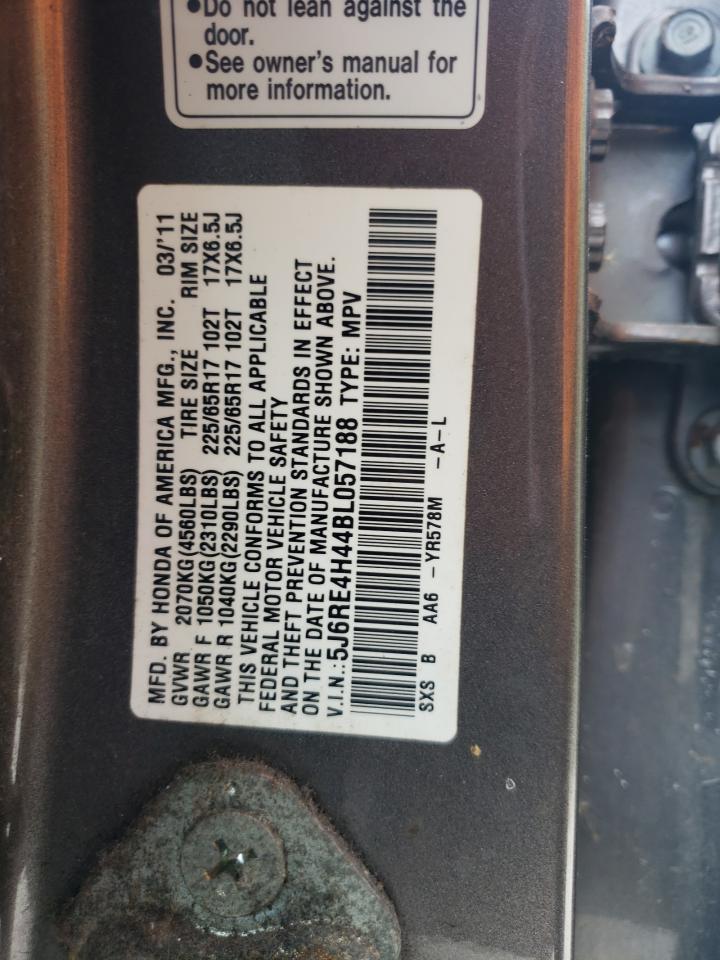 ●Do not lean against the
door.
●See owner's manual for
more information.
MFD. BY HONDA OF AMERICA MFG., INC. 03/'11
GVWR 2070KG(4560LBS) TIRE SIZE RIM SIZE
GAWR F 1050KG(2310LBS) 225/65R17 102T 17X6.5J
GAWR R 1040KG(2290LBS) 225/65R17 102T 17X6.5J
THIS VEHICLE CONFORMS TO ALL APPLICABLE
FEDERAL MOTOR VEHICLE SAFETY
AND THEFT PREVENTION STANDARDS IN EFFECT
ON THE DATE OF MANUFACTURE SHOWN ABOVE.
V.I.N.:5J6RE4H44BL057188 TYPE: MPV
SXS B AA6 -YR578M -A-L